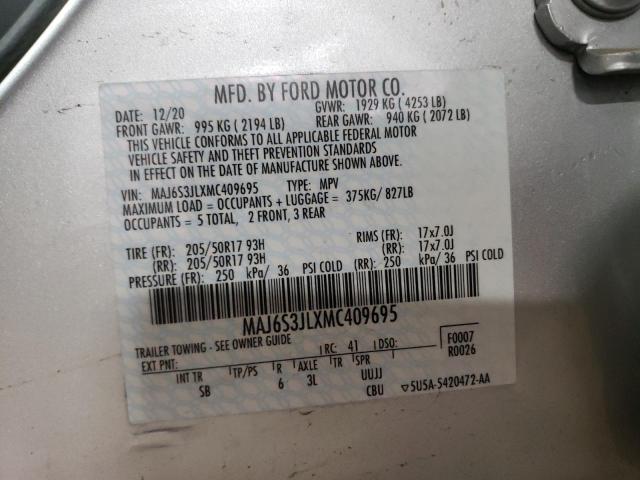 MFD. BY FORD MOTOR CO.
DATE: 12/20 GVWR: 1929 KG ( 4253 LB)
FRONT GAWR: 995 KG ( 2194 LB) REAR GAWR: 940 KG ( 2072 LB)
THIS VEHICLE CONFORMS TO ALL APPLICABLE FEDERAL MOTOR
VEHICLE SAFETY AND THEFT PREVENTION STANDARDS
IN EFFECT ON THE DATE OF MANUFACTURE SHOWN ABOVE.
VIN: MAJ6S3JLXMC409695 TYPE: MPV
MAXIMUM LOAD = OCCUPANTS + LUGGAGE = 375KG/ 827LB
OCCUPANTS = 5 TOTAL, 2 FRONT, 3 REAR
TIRE (FR): 205/50R17 93H RIMS (FR): 17x7.0J
(RR): 205/50R17 93H (RR): 17x7.0J
PRESSURE (FR): 250 kPa/ 36 PSI COLD (RR): 250 kPa/ 36 PSI COLD
MAJ6S3JLXMC409695
TRAILER TOWING - SEE OWNER GUIDE
EXT PNT: RC: 41 DSO: F0007
R0026
INT TR TP/PS R AXLE TR SPR
SB 6 3L UUJJ
CBU 5U5A-5420472-AA